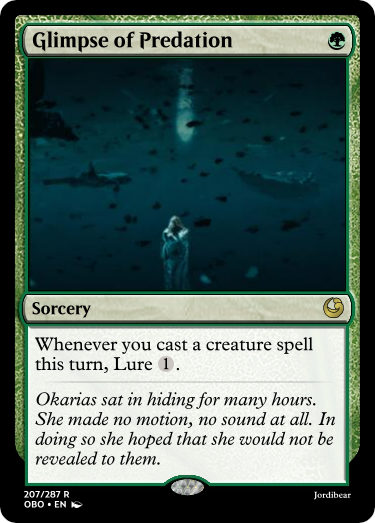 Glimpse of Predation
Sorcery
Whenever you cast a creature spell
this turn, Lure 1.
Okarias sat in hiding for many hours.
She made no motion, no sound at all. In
doing so she hoped that she would not be
revealed to them.
207/287 R
OBO • EN
Jordibear